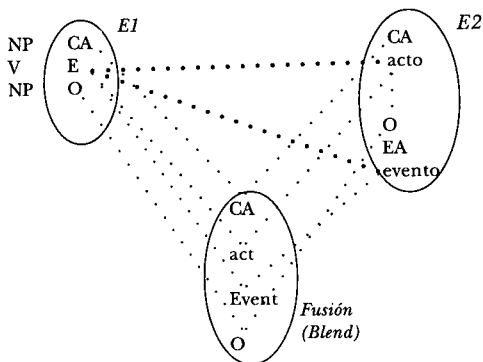 E1
NP CA
V E
NP O
E2
CA
acto
O
EA
evento
CA
act
Event
O
Fusión
(Blend)